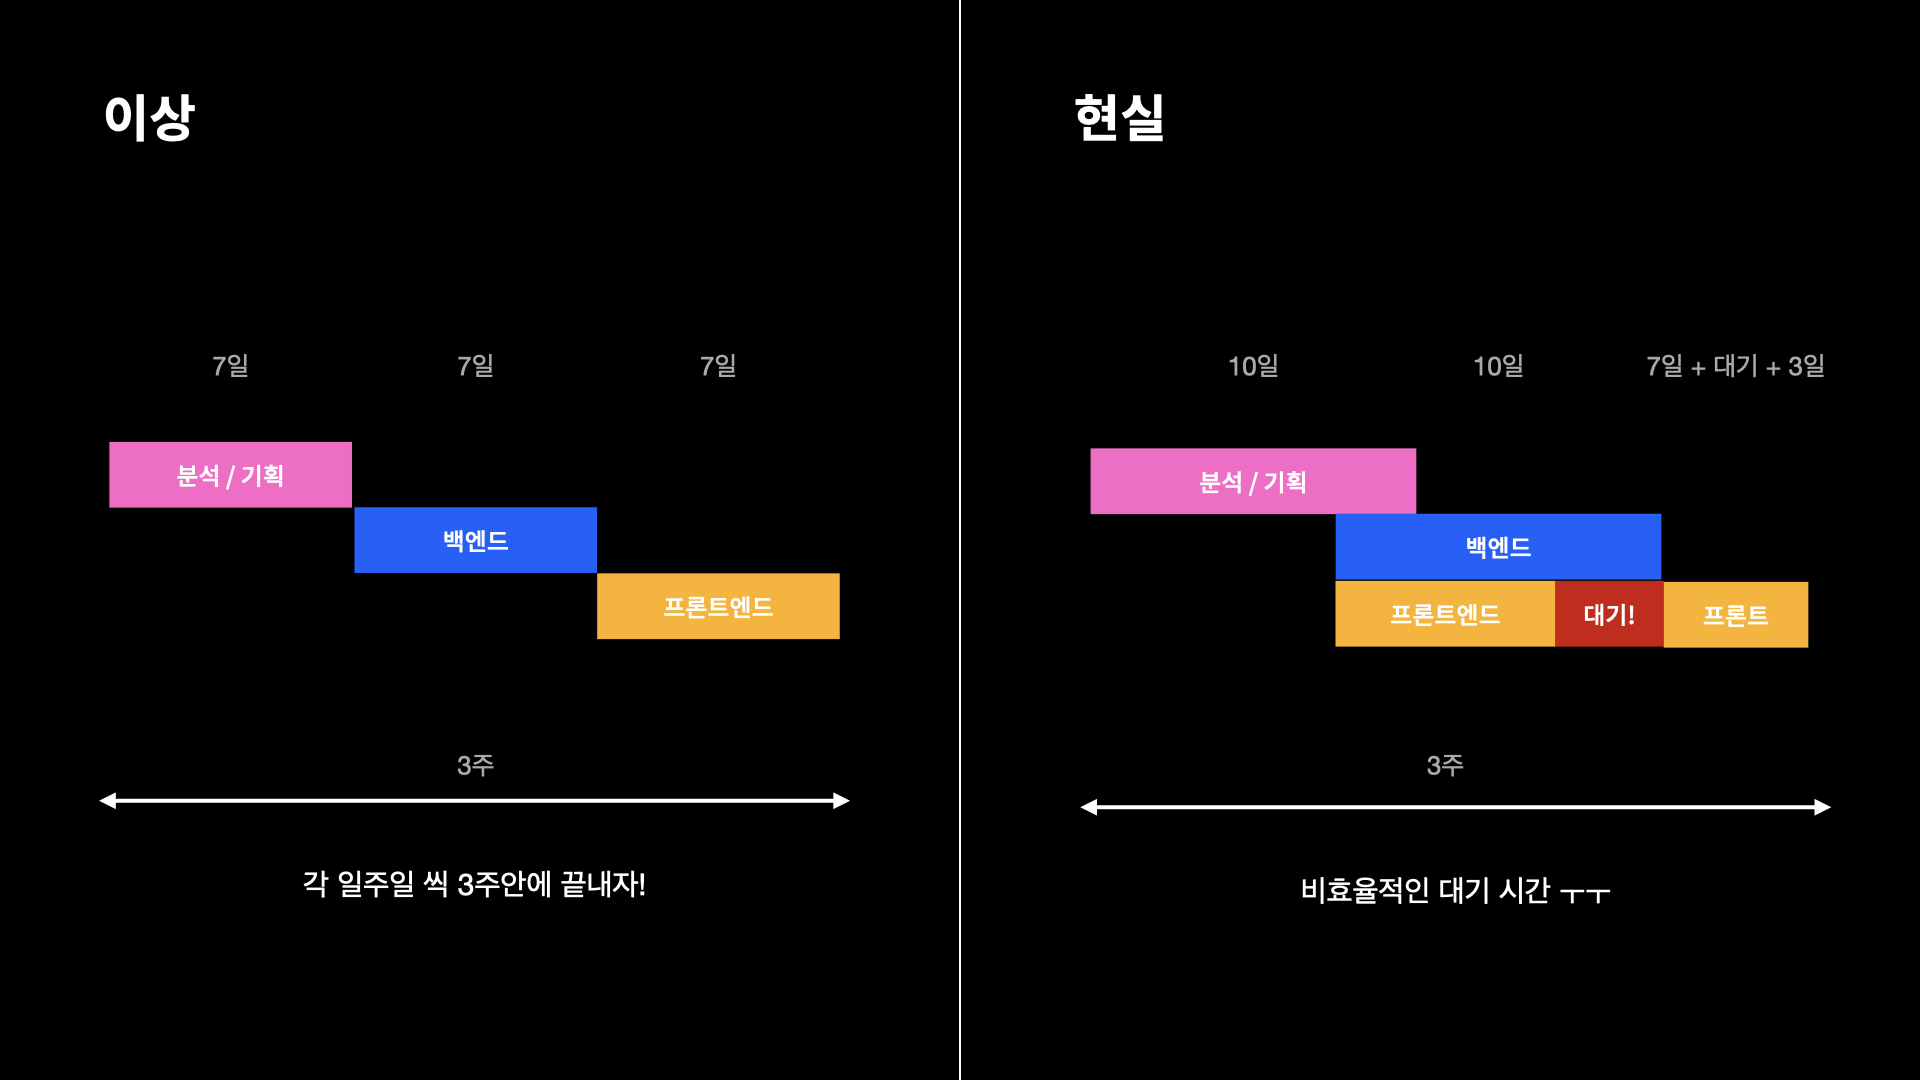 이상
7일
7일
7일
분석 / 기획
백엔드
프론트엔드
3주
각 일주일 씩 3주안에 끝내자!
현실
10일
10일
7일 + 대기 + 3일
분석 / 기획
백엔드
프론트엔드
대기!
프론트
3주
비효율적인 대기 시간 ㅜㅜ